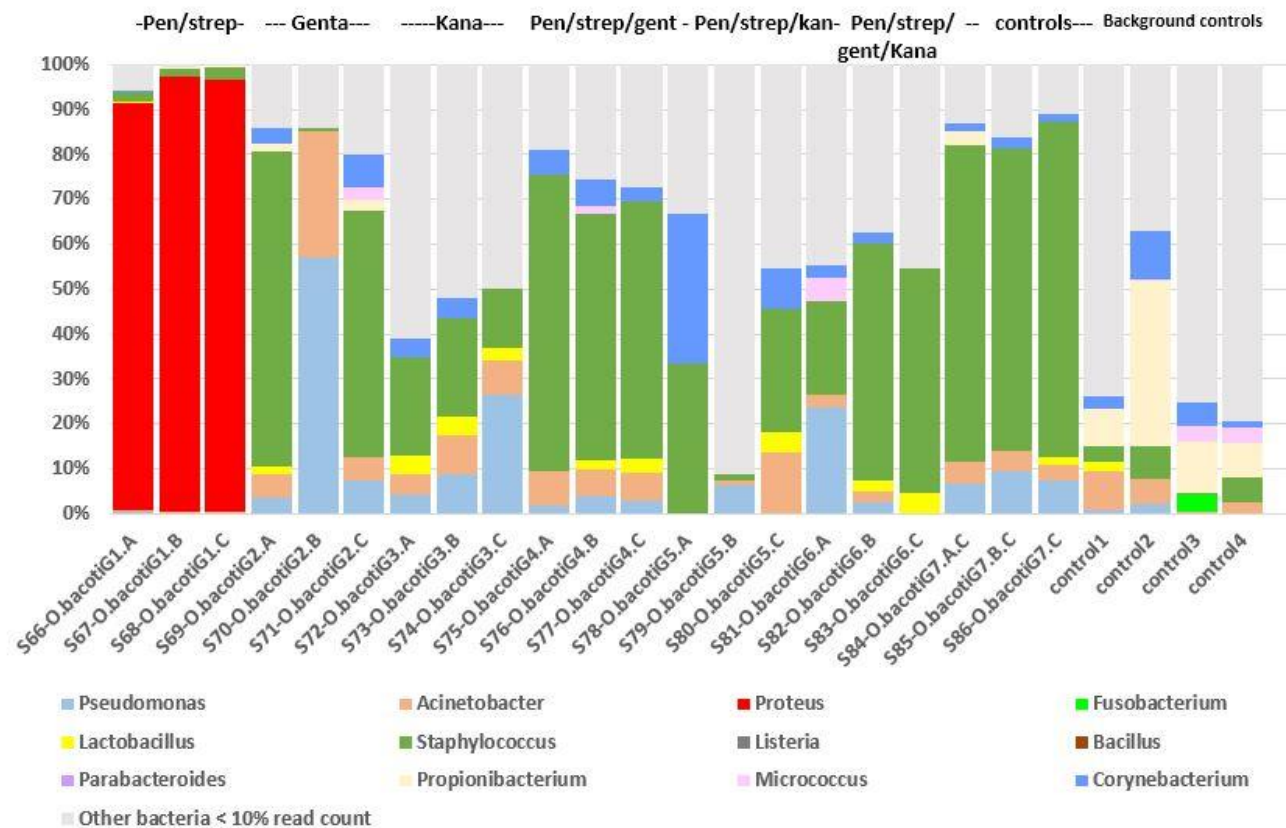 -Pen/strep- --- Genta--- -----Kana--- Pen/strep/gent - Pen/strep/kan- Pen/strep/ -- controls--- Background controls
gent/Kana
100%
90%
80%
70%
60%
50%
40%
30%
20%
10%
0%
S66-O.bacotiG1.A
S67-O.bacotiG1.B
S68-O.bacotiG1.C
S69-O.bacotiG2.A
S70-O.bacotiG2.B
S71-O.bacotiG2.C
S72-O.bacotiG3.A
S73-O.bacotiG3.B
S74-O.bacotiG3.C
S75-O.bacotiG4.A
S76-O.bacotiG4.B
S77-O.bacotiG4.C
S78-O.bacotiG5.A
S79-O.bacotiG5.B
S80-O.bacotiG5.C
S81-O.bacotiG6.A
S82-O.bacotiG6.B
S83-O.bacotiG6.C
S84-O.bacotiG7.A.C
S85-O.bacotiG7.B.C
S86-O.bacotiG7.C
control1
control2
control3
control4
Pseudomonas Acinetobacter Proteus Fusobacterium
Lactobacillus Staphylococcus Listeria Bacillus
Parabacteroides Propionibacterium Micrococcus Corynebacterium
Other bacteria < 10% read count